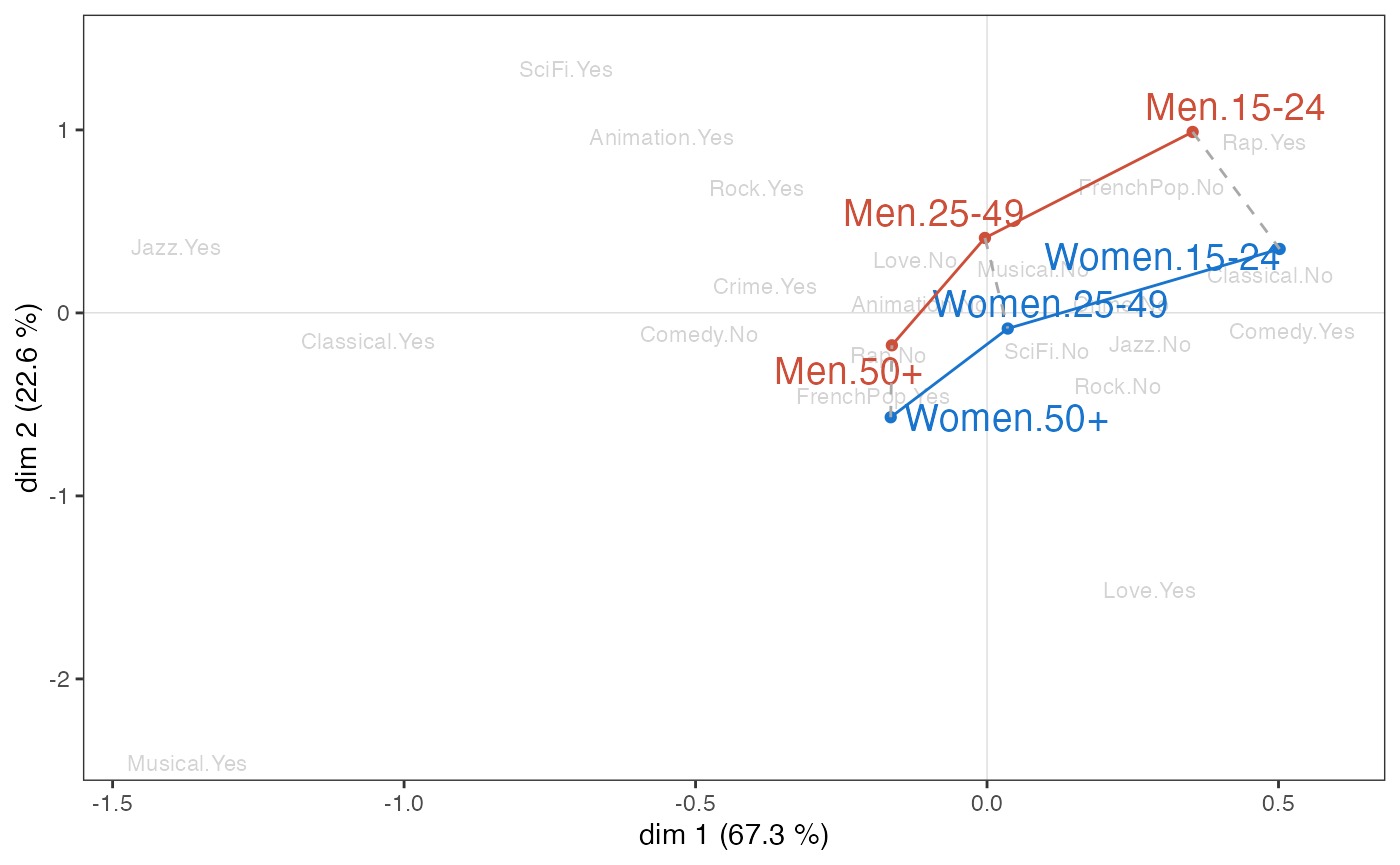 SciFi.Yes
Men.15-24
1
Animation.Yes
Rap.Yes
Rock.Yes
FrenchPop.No
Men.25-49
Jazz.Yes
Love.No
Women.15-24
Musical.No
Classical.No
Crime.Yes
Animation.No
Women.25-49
Crime.No
0
Classical.Yes
Comedy.No
Comedy.Yes
Rap.No
SciFi.No
Jazz.No
Men.50+
Rock.No
FrenchPop.Yes
Women.50+
dim 2 (22.6 %)
-1
Love.Yes
-2
Musical.Yes
-1.5
-1.0
-0.5
0.0
0.5
dim 1 (67.3 %)